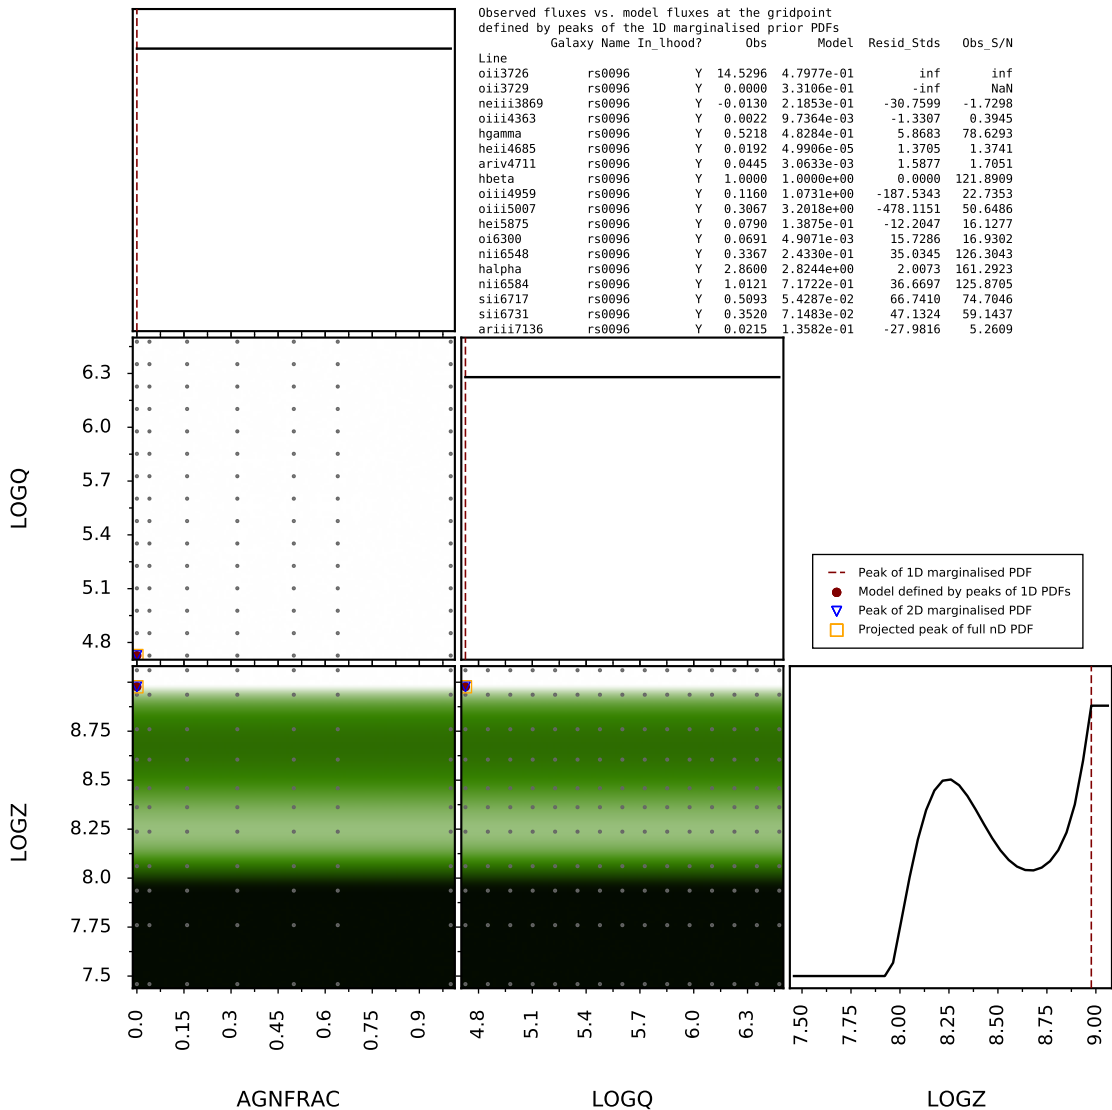 Observed fluxes vs. model fluxes at the gridpoint
defined by peaks of the 1D marginalised prior PDFs
Galaxy Name In_lhood? Obs Model Resid_Stds Obs_S/N
Line
oii3726 rs0096 Y 14.5296 4.7977e-01 inf inf
oii3729 rs0096 Y 0.0000 3.3106e-01 -inf NaN
neiii3869 rs0096 Y -0.0130 2.1853e-01 -30.7599 -1.7298
oiii4363 rs0096 Y 0.0022 9.7364e-03 -1.3307 0.3945
hgamma rs0096 Y 0.5218 4.8284e-01 5.8683 78.6293
heii4685 rs0096 Y 0.0192 4.9906e-05 1.3705 1.3741
ariv4711 rs0096 Y 0.0445 3.0633e-03 1.5877 1.7051
hbeta rs0096 Y 1.0000 1.0000e+00 0.0000 121.8909
oiii4959 rs0096 Y 0.1160 1.0731e+00 -187.5343 22.7353
oiii5007 rs0096 Y 0.3067 3.2018e+00 -478.1151 50.6486
hei5875 rs0096 Y 0.0790 1.3875e-01 -12.2047 16.1277
oi6300 rs0096 Y 0.0691 4.9071e-03 15.7286 16.9302
nii6548 rs0096 Y 0.3367 2.4330e-01 35.0345 126.3043
halpha rs0096 Y 2.8600 2.8244e+00 2.0073 161.2923
nii6584 rs0096 Y 1.0121 7.1722e-01 36.6697 125.8705
sii6717 rs0096 Y 0.5093 5.4287e-02 66.7410 74.7046
sii6731 rs0096 Y 0.3520 7.1483e-02 47.1324 59.1437
ariii7136 rs0096 Y 0.0215 1.3582e-01 -27.9816 5.2609
LOGQ
6.3
6.0
5.7
5.4
5.1
4.8
Peak of 1D marginalised PDF
Model defined by peaks of 1D PDFs
Peak of 2D marginalised PDF
Projected peak of full nD PDF
LOGZ
8.75
8.5
8.25
8.0
7.75
7.5
0.0 0.15 0.3 0.45 0.6 0.75 0.9
4.8 5.1 5.4 5.7 6.0 6.3
7.50 7.75 8.00 8.25 8.50 8.75 9.00
AGNFRAC LOGQ LOGZ